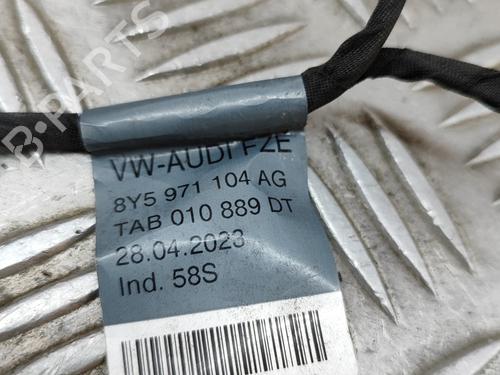 VW-AUDI FZE
8Y5 971 104 AG
TAB 010 889 DT
28.04.2023
Ind. 58S
B-PARTS